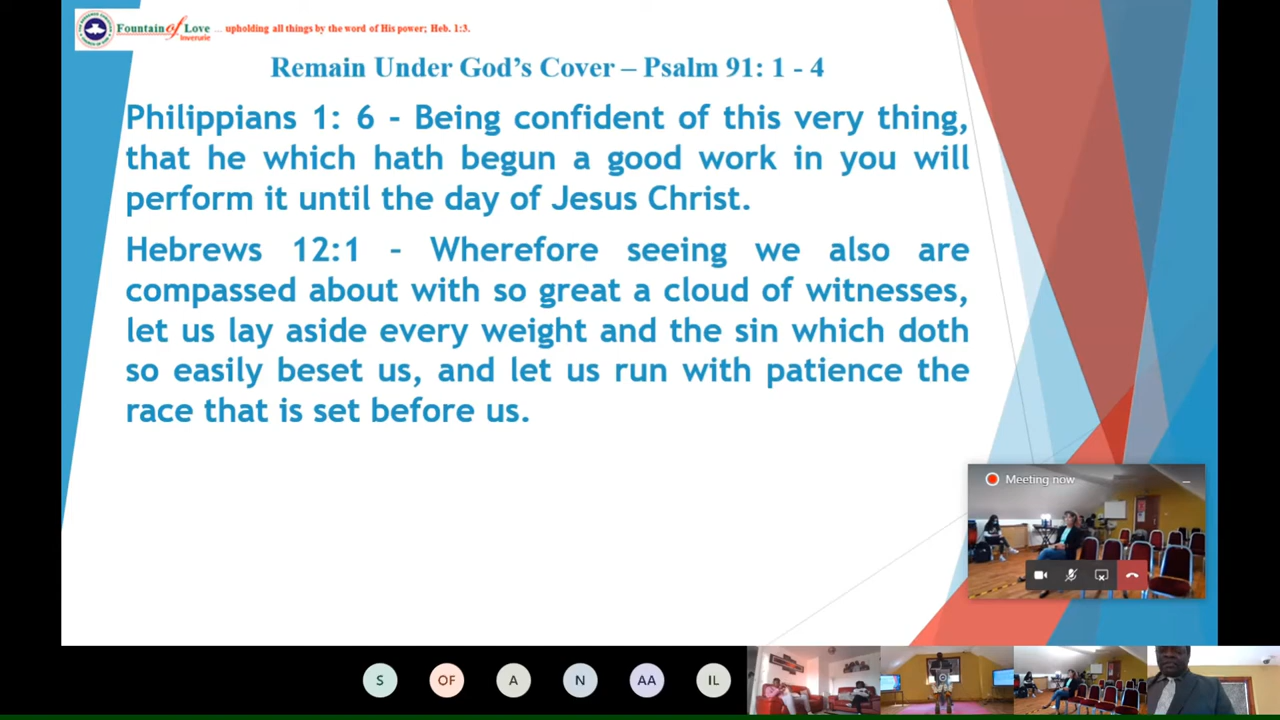 Fountain of Love ... upholding all things by the word of His power; Heb. 1:3.
Inverurie
Remain Under God's Cover – Psalm 91: 1 - 4
Philippians 1: 6 – Being confident of this very thing,
that he which hath begun a good work in you will
perform it until the day of Jesus Christ.
Hebrews 12:1 – Wherefore seeing we also are
compassed about with so great a cloud of witnesses,
let us lay aside every weight and the sin which doth
so easily beset us, and let us run with patience the
race that is set before us.
Meeting now
S OF A N AA IL